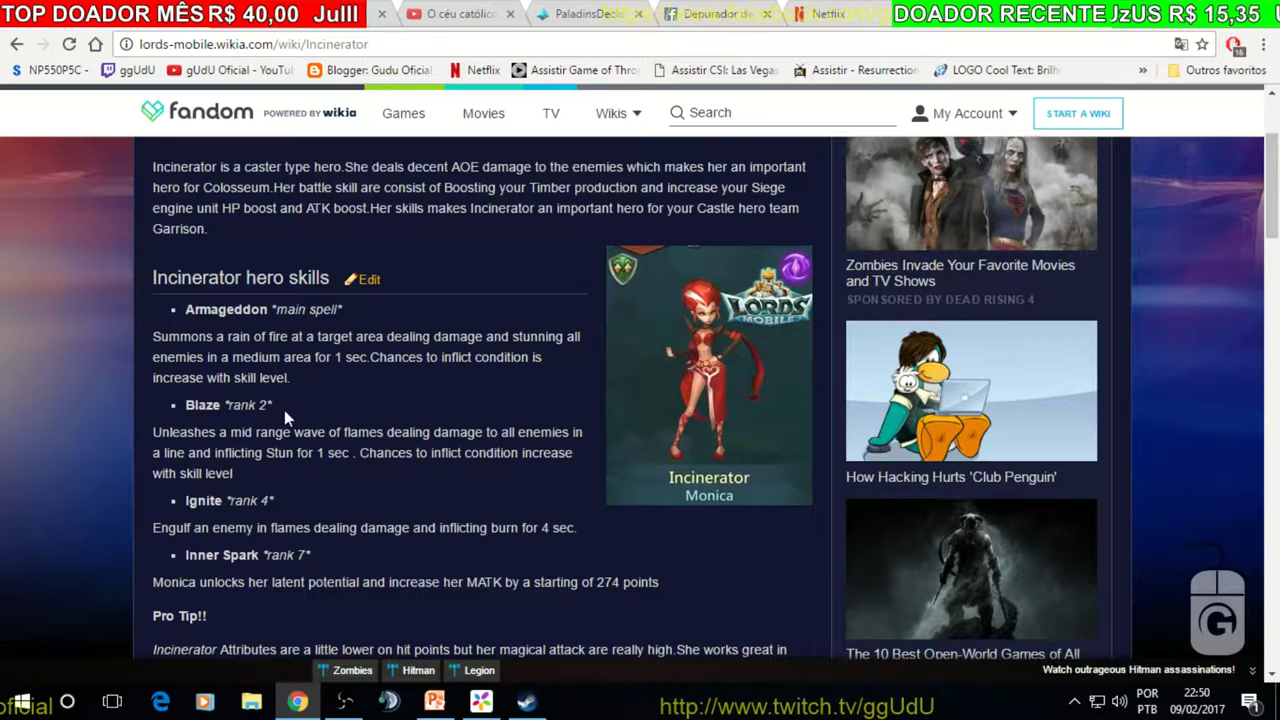 TOP DOADOR MÊS R$ 40,00 JulII
O céu católic
PaladinsDeck
Depurador de
Netflix
DOADOR RECENTE JzUS R$ 15,35
lords-mobile.wikia.com/wiki/Incinerator
16
NP550P5C -
ggUdU
gUdU Oficial - YouTu
Blogger: Gudu Oficial
Netflix
Assistir Game of Thro
Assistir CSI: Las Vegas
Assistir - Resurrection
LOGO Cool Text: Brilh
»
Outros favoritos
fandom POWERED BY wikia
Games
Movies
TV
Wikis
Search
My Account
START A WIKI
Incinerator is a caster type hero.She deals decent AOE damage to the enemies which makes her an important
hero for Colosseum.Her battle skill are consist of Boosting your Timber production and increase your Siege
engine unit HP boost and ATK boost.Her skills makes Incinerator an important hero for your Castle hero team
Garrison.
Incinerator hero skills Edit
Armageddon *main spell*
Summons a rain of fire at a target area dealing damage and stunning all
enemies in a medium area for 1 sec.Chances to inflict condition is
increase with skill level.
Blaze *rank 2*
Unleashes a mid range wave of flames dealing damage to all enemies in
a line and inflicting Stun for 1 sec . Chances to inflict condition increase
with skill level
Ignite *rank 4*
Engulf an enemy in flames dealing damage and inflicting burn for 4 sec.
Inner Spark *rank 7*
Monica unlocks her latent potential and increase her MATK by a starting of 274 points
Pro Tip!!
Incinerator Attributes are a little lower on hit points but her magical attack are really high.She works great in
LORDS
MOBILE
Incinerator
Monica
Zombies Invade Your Favorite Movies
and TV Shows
SPONSORED BY DEAD RISING 4
How Hacking Hurts 'Club Penguin'
The 10 Best Open-World Games of All
G
Zombies
Hitman
Legion
Watch outrageous Hitman assassinations!
oficial
http://www.twitch.tv/ggUdU
POR
PTB
22:50
09/02/2017
1